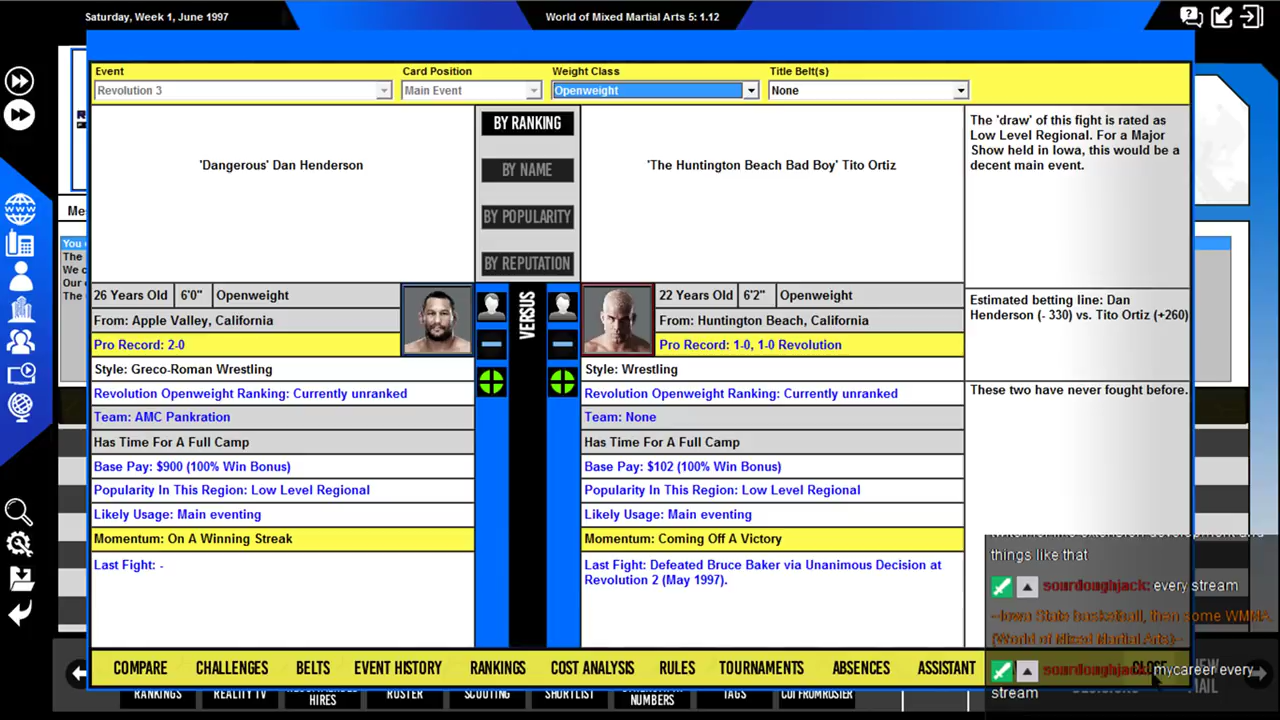 Saturday, Week 1, June 1997
World of Mixed Martial Arts 5: 1.12
Event
Card Position
Weight Class
Title Belt(s)
Revolution 3
Main Event
Openweight
None
'Dangerous' Dan Henderson
BY RANKING
BY NAME
BY POPULARITY
BY REPUTATION
'The Huntington Beach Bad Boy' Tito Ortiz
The 'draw' of this fight is rated as
Low Level Regional. For a Major
Show held in Iowa, this would be a
decent main event.
Me
You
The
We c
Our
The
26 Years Old
6'0"
Openweight
From: Apple Valley, California
Pro Record: 2-0
Style: Greco-Roman Wrestling
Revolution Openweight Ranking: Currently unranked
Team: AMC Pankration
Has Time For A Full Camp
Base Pay: $900 (100% Win Bonus)
Popularity In This Region: Low Level Regional
Likely Usage: Main eventing
Momentum: On A Winning Streak
Last Fight: -
VERSUS
22 Years Old
6'2"
Openweight
From: Huntington Beach, California
Pro Record: 1-0, 1-0 Revolution
Style: Wrestling
Revolution Openweight Ranking: Currently unranked
Team: None
Has Time For A Full Camp
Base Pay: $102 (100% Win Bonus)
Popularity In This Region: Low Level Regional
Likely Usage: Main eventing
Momentum: Coming Off A Victory
Last Fight: Defeated Bruce Baker via Unanimous Decision at
Revolution 2 (May 1997).
Estimated betting line: Dan
Henderson (- 330) vs. Tito Ortiz (+260)
These two have never fought before.
things like that
sourdoughjack: every stream
--Iowa State basketball, then some WMMA
(World of Mixed Martial Arts)--
sourdoughjack: mycareer every
stream
COMPARE
CHALLENGES
BELTS
EVENT HISTORY
RANKINGS
COST ANALYSIS
RULES
TOURNAMENTS
ABSENCES
ASSISTANT
CLOSE
RANKINGS
REALITY TV
HIRES
ROSTER
SCOUTING
SHORTLIST
NUMBERS
TAGS
MAIL